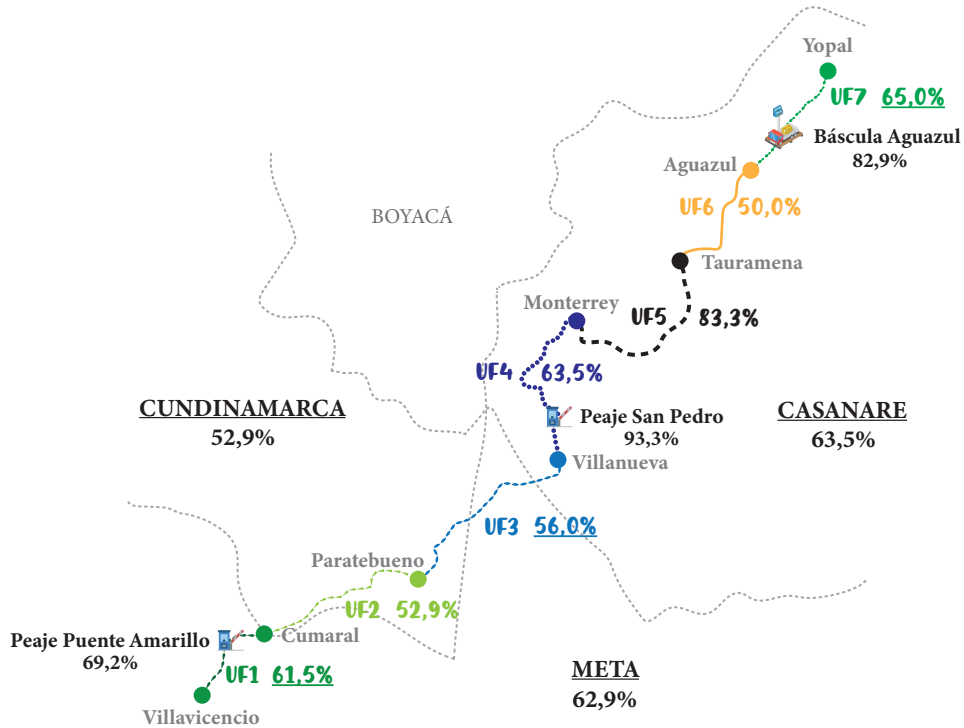 Yopal
UF7 65,0%
Báscula Aguazul
82,9%
Aguazul
UF6 50,0%
BOYACÁ
Tauramena
Monterrey
UF5 83,3%
UF4 63,5%
CUNDINAMARCA
52,9%
Peaje San Pedro
93,3%
CASANARE
63,5%
Villanueva
UF3 56,0%
Paratebueno
UF2 52,9%
Peaje Puente Amarillo
69,2%
Cumaral
UF1 61,5%
META
62,9%
Villavicencio